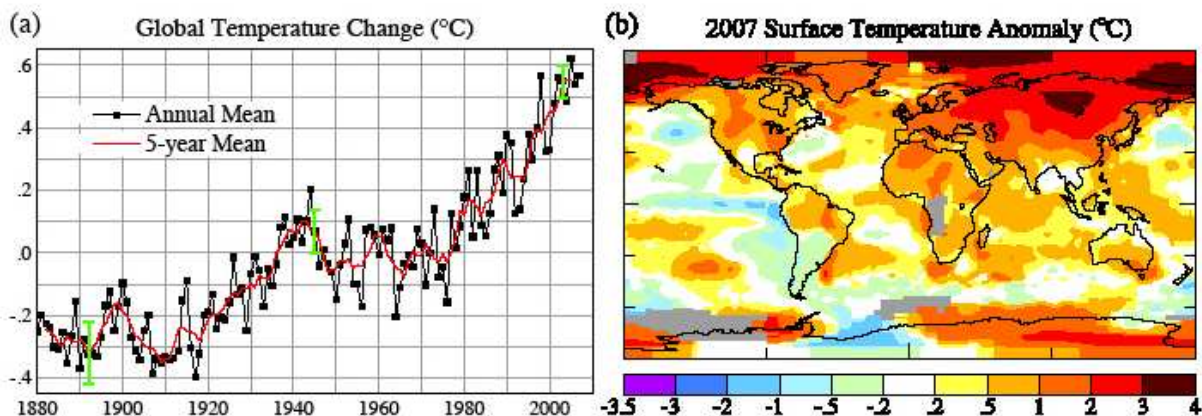 (a) Global Temperature Change (°C)
.6
.4
.2
.0
-.2
-.4
Annual Mean
5-year Mean
1880 1900 1920 1940 1960 1980 2000
(b) 2007 Surface Temperature Anomaly (°C)
-3.5 -3 -2 -1 -.5 -.2 .2 .5 1 2 3 4